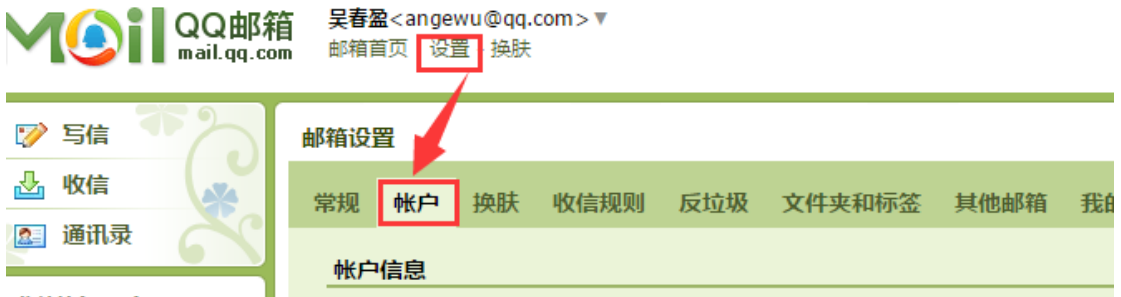 Mail QQ邮箱
mail.qq.com
吴春盈<angewu@qq.com>▼
邮箱首页 设置 - 换肤
写信
收信
通讯录
邮箱设置
常规 帐户 换肤 收信规则 反垃圾 文件夹和标签 其他邮箱 我的
帐户信息